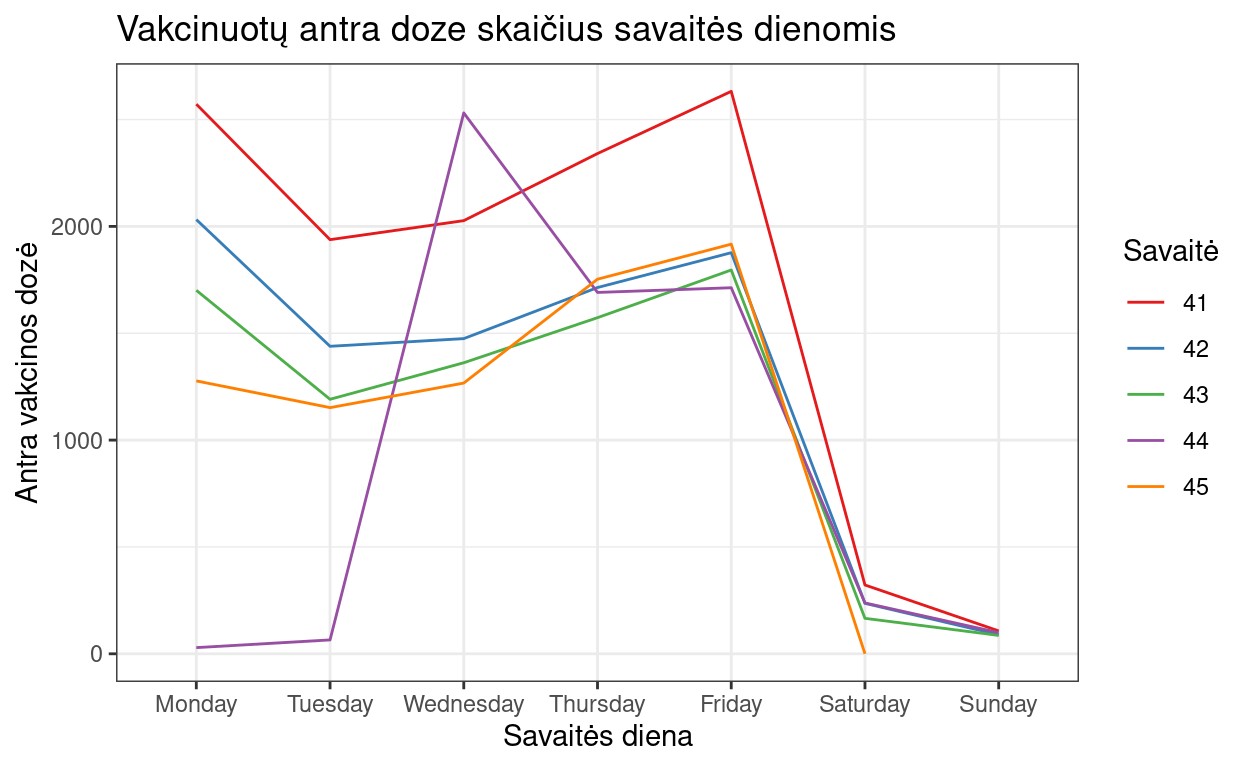 Vakcinuotų antra doze skaičius savaitės dienomis
Antra vakcinos dozė
2000
1000
0
Monday
Tuesday
Wednesday
Thursday
Friday
Saturday
Sunday
Savaitės diena
Savaitė
41
42
43
44
45